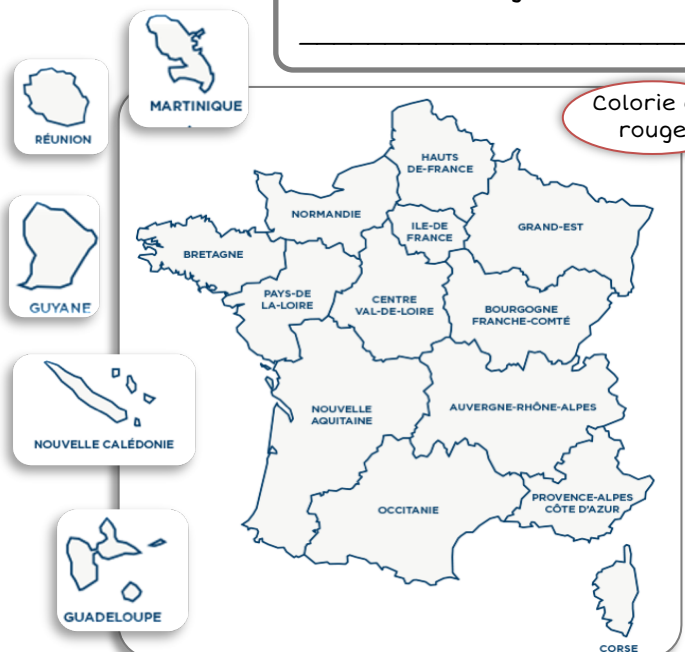 MARTINIQUE
RÉUNION
Colorie
rouge
HAUTS
DE-FRANCE
NORMANDIE
ILE-DE
FRANCE
GRAND-EST
BRETAGNE
PAYS-DE
LA-LOIRE
CENTRE
VAL-DE-LOIRE
BOURGOGNE
FRANCHE-COMTÉ
GUYANE
NOUVELLE
AQUITAINE
AUVERGNE-RHÔNE-ALPES
NOUVELLE CALÉDONIE
OCCITANIE
PROVENCE-ALPES
CÔTE D'AZUR
GUADELOUPE
CORSE